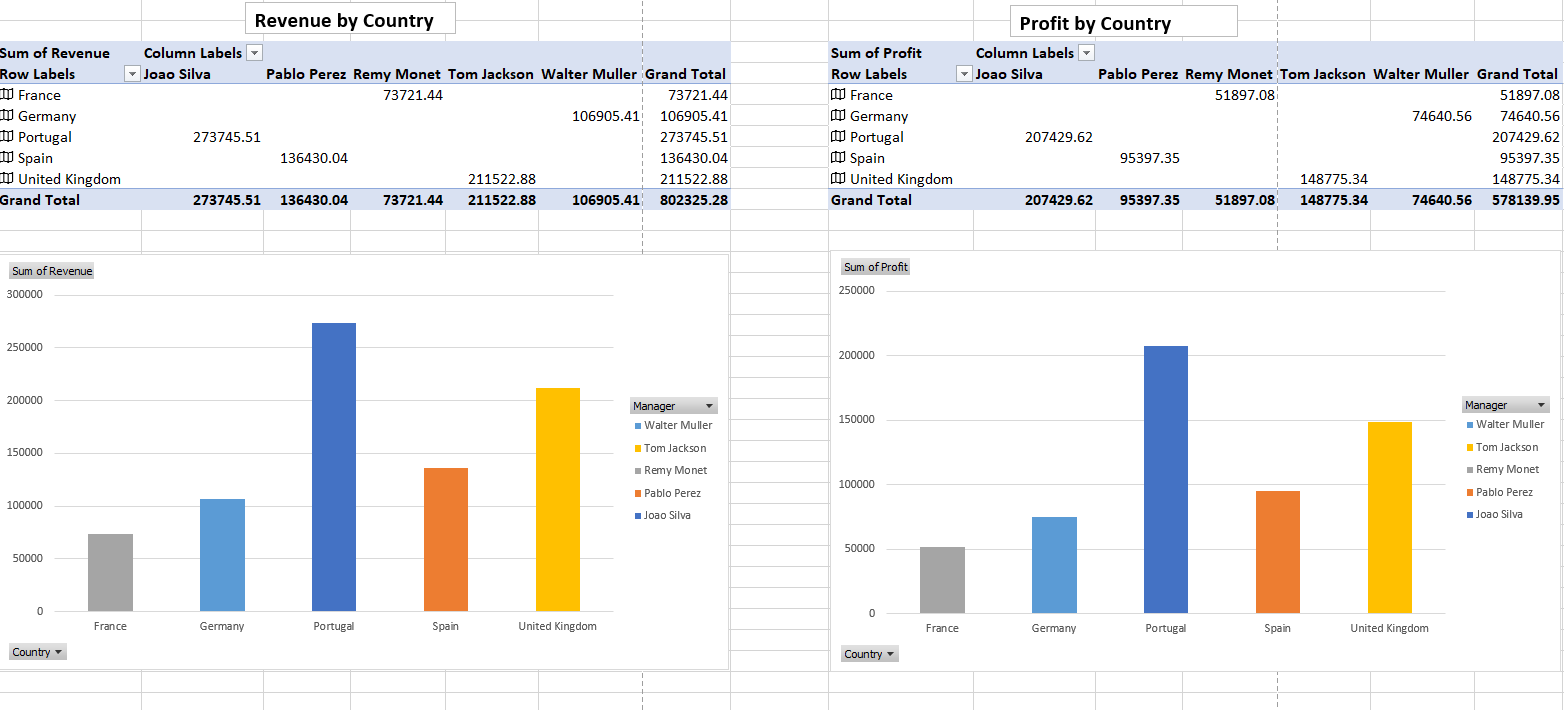 Revenue by Country
Sum of Revenue Column Labels
Row Labels Joao Silva Pablo Perez Remy Monet Tom Jackson Walter Muller Grand Total
France 73721.44 73721.44
Germany 106905.41 106905.41
Portugal 273745.51 273745.51
Spain 136430.04 136430.04
United Kingdom 211522.88 211522.88
Grand Total 273745.51 136430.04 73721.44 211522.88 106905.41 802325.28
Sum of Revenue
300000
250000
200000
150000
100000
50000
0
France Germany Portugal Spain United Kingdom
Manager
Walter Muller
Tom Jackson
Remy Monet
Pablo Perez
Joao Silva
Country
Profit by Country
Sum of Profit Column Labels
Row Labels Joao Silva Pablo Perez Remy Monet Tom Jackson Walter Muller Grand Total
France 51897.08 51897.08
Germany 74640.56 74640.56
Portugal 207429.62 207429.62
Spain 95397.35 95397.35
United Kingdom 148775.34 148775.34
Grand Total 207429.62 95397.35 51897.08 148775.34 74640.56 578139.95
Sum of Profit
250000
200000
150000
100000
50000
0
France Germany Portugal Spain United Kingdom
Manager
Walter Muller
Tom Jackson
Remy Monet
Pablo Perez
Joao Silva
Country